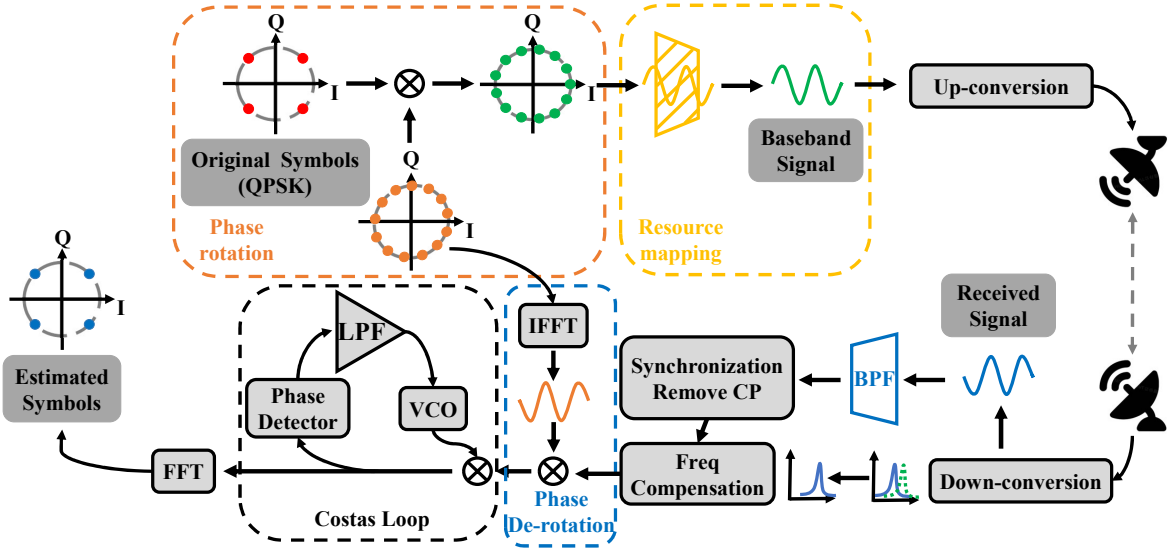 Q
I
Original Symbols
(QPSK)
Q
I
Q
I
Phase
rotation
Baseband
Signal
Resource
mapping
Up-conversion
Q
I
Estimated
Symbols
LPF
Phase
Detector
VCO
FFT
Costas Loop
IFFT
Phase
De-rotation
Synchronization
Remove CP
Freq
Compensation
BPF
Received
Signal
Down-conversion